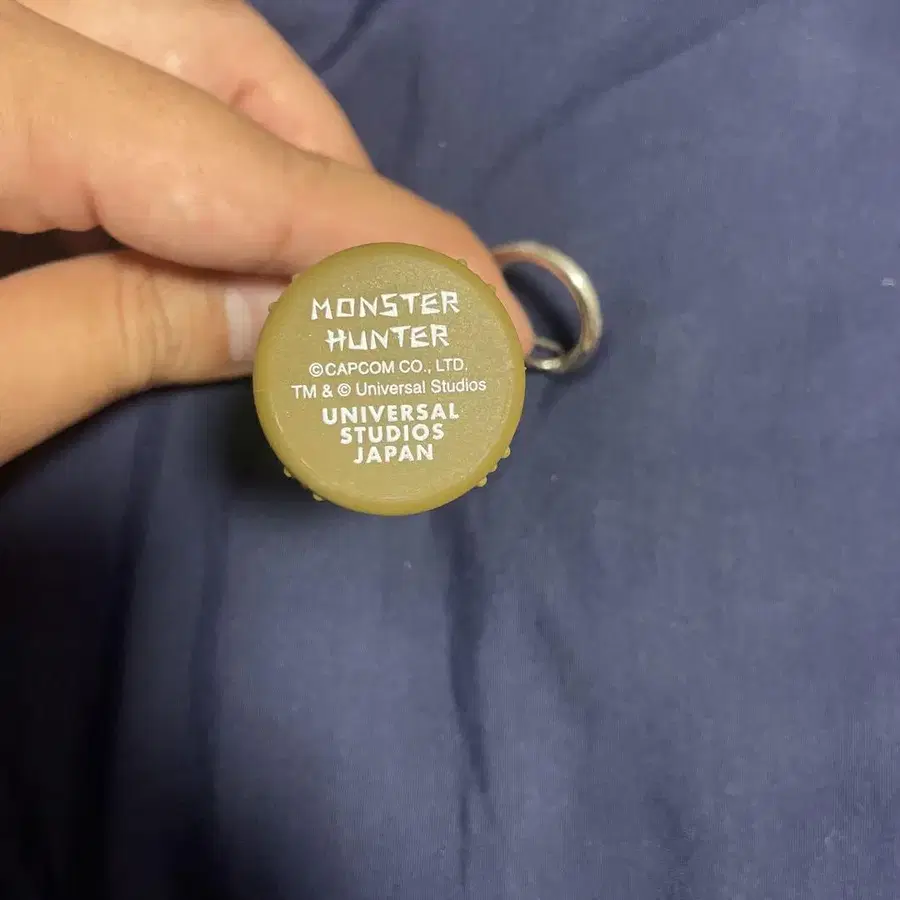 MONSTER
HUNTER
©CAPCOM CO., LTD.
TM & © Universal Studios
UNIVERSAL
STUDIOS
JAPAN